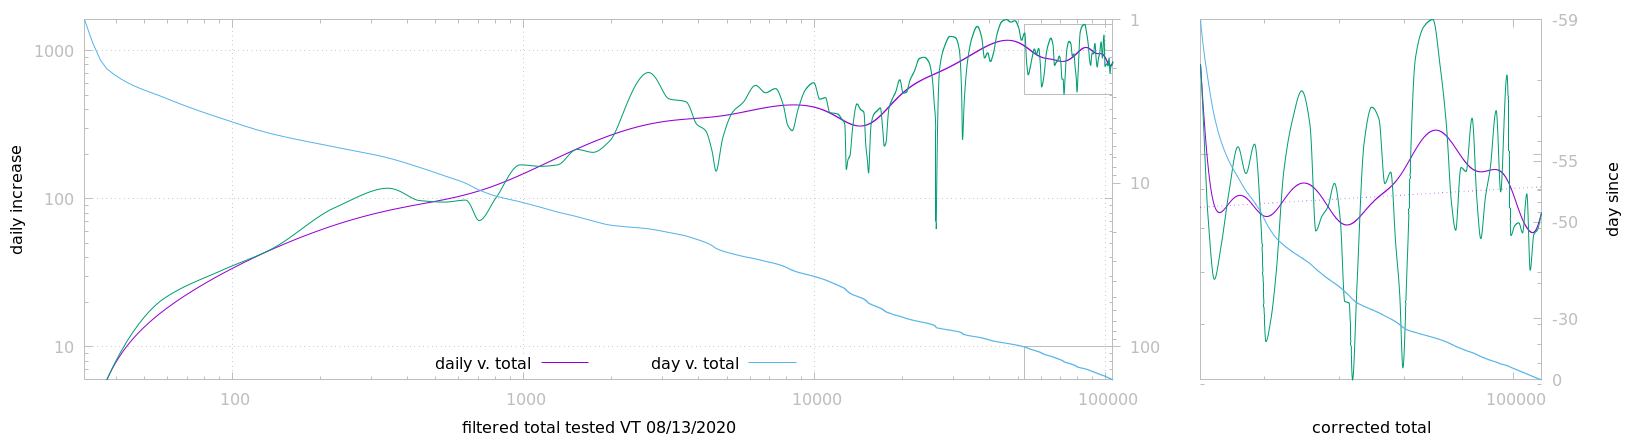 1000
100
10
daily increase
100
1000
10000
100000
filtered total tested VT 08/13/2020
daily v. total
day v. total
1
10
100
-59
-55
-50
-30
0
day since
100000
corrected total